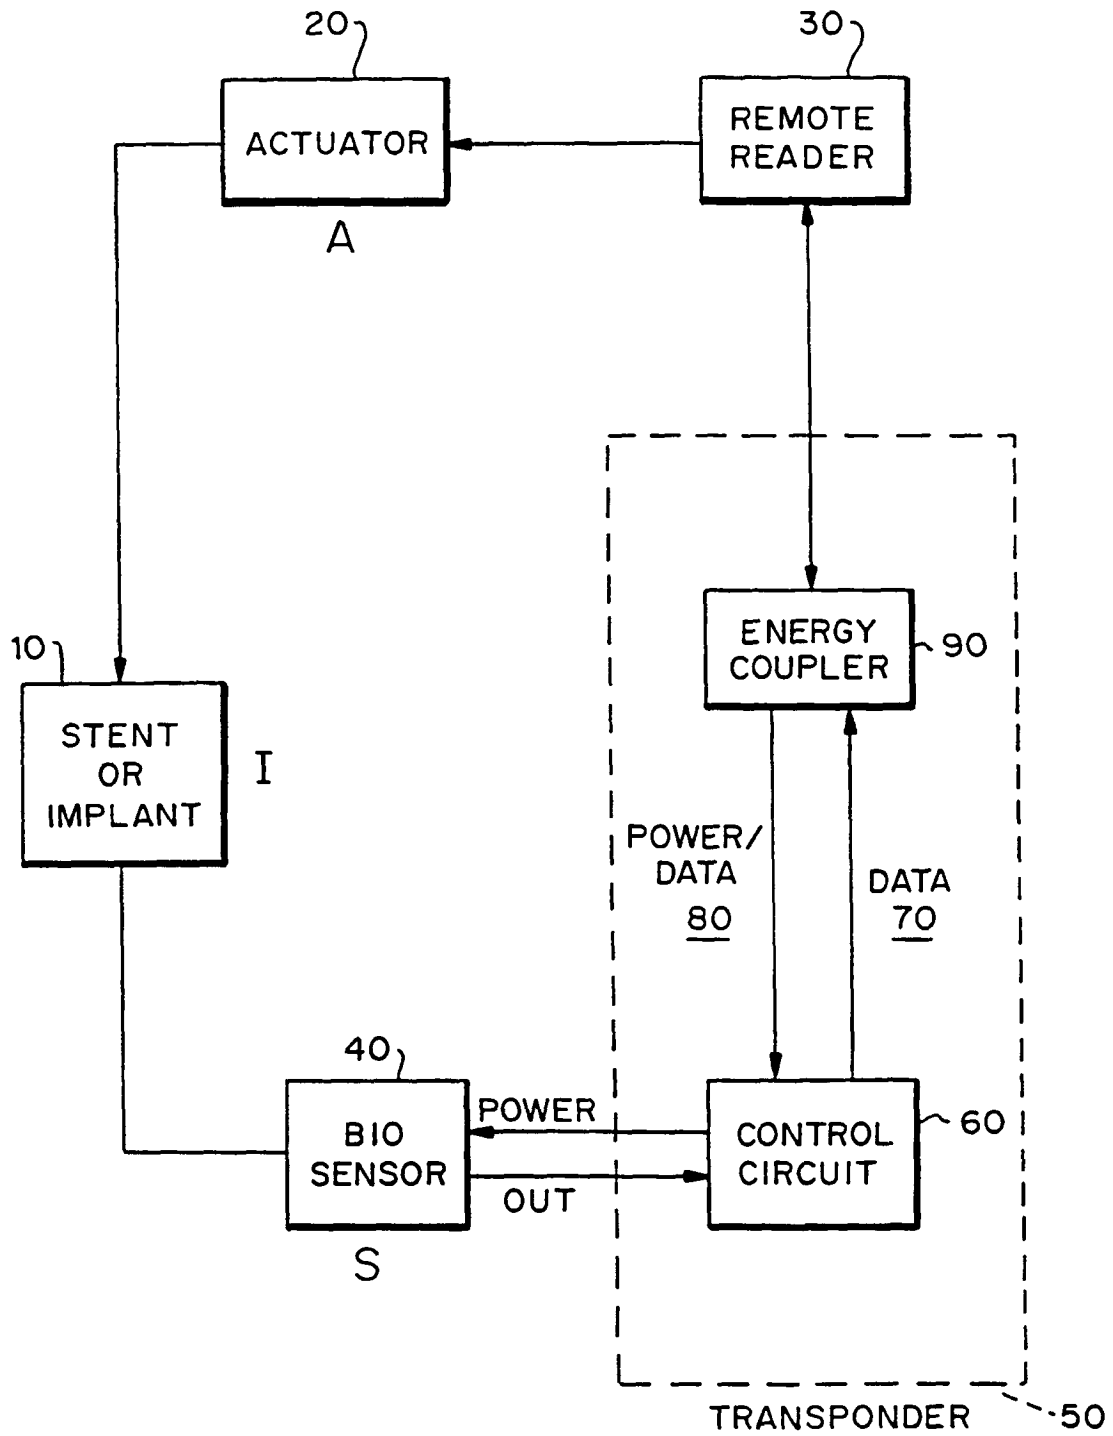 20
30
ACTUATOR
REMOTE
READER
A
10
STENT
OR
IMPLANT
I
ENERGY
COUPLER
90
POWER/
DATA
80
DATA
70
40
BIO
SENSOR
S
POWER
OUT
CONTROL
CIRCUIT
60
TRANSPONDER
50